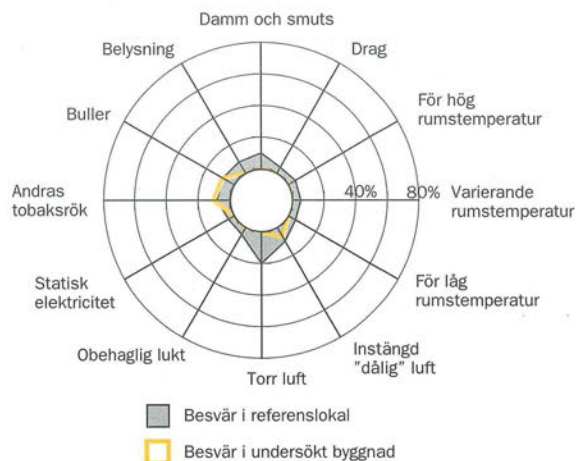 Damm och smuts
Belysning
Drag
Buller
För hög
rumstemperatur
Andras
tobaksrök
40%
80%
Varierande
rumstemperatur
Statisk
elektricitet
För låg
rumstemperatur
Obehaglig lukt
Torr luft
Instängd
"dålig" luft
Besvär i referenslokal
Besvär i undersökt byggnad